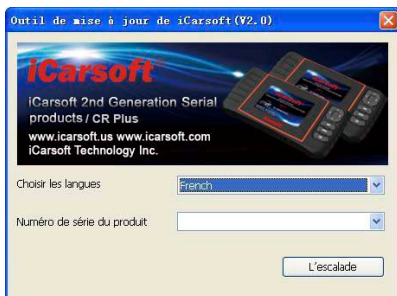 Outil de mise à jour de iCarsoft(V2.0)
iCarsoft
iCarsoft 2nd Generation Serial
products / CR Plus
www.icarsoft.us www.icarsoft.com
iCarsoft Technology Inc.
Choisir les langues
French
Numéro de série du produit
L'escalade